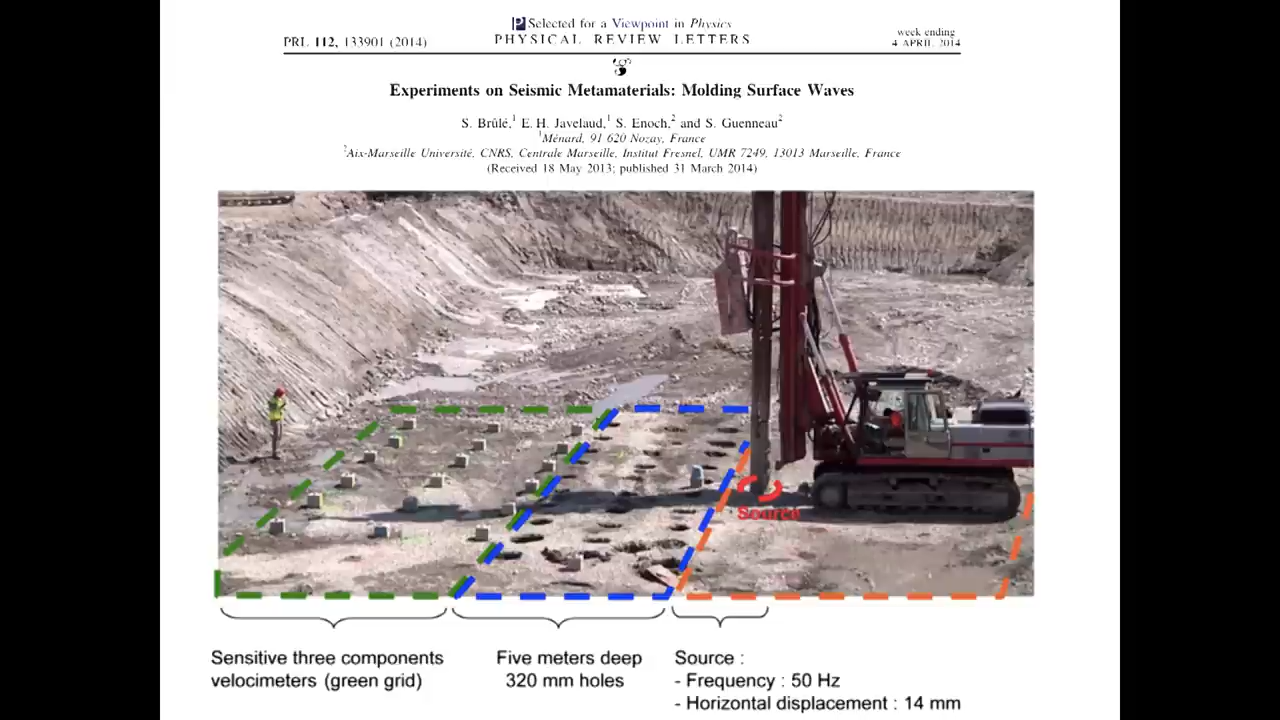 Selected for a Viewpoint in Physics
PRL 112, 133901 (2014)
PHYSICAL REVIEW LETTERS
week ending
4 APRIL 2014
Experiments on Seismic Metamaterials: Molding Surface Waves
S. Brûlé,¹ E. H. Javelaud,¹ S. Enoch,² and S. Guenneau²
¹Ménard, 91 620 Nozay, France
²Aix-Marseille Université, CNRS, Centrale Marseille, Institut Fresnel, UMR 7249, 13013 Marseille, France
(Received 18 May 2013; published 31 March 2014)
Source
Sensitive three components
velocimeters (green grid)
Five meters deep
320 mm holes
Source :
- Frequency : 50 Hz
- Horizontal displacement : 14 mm